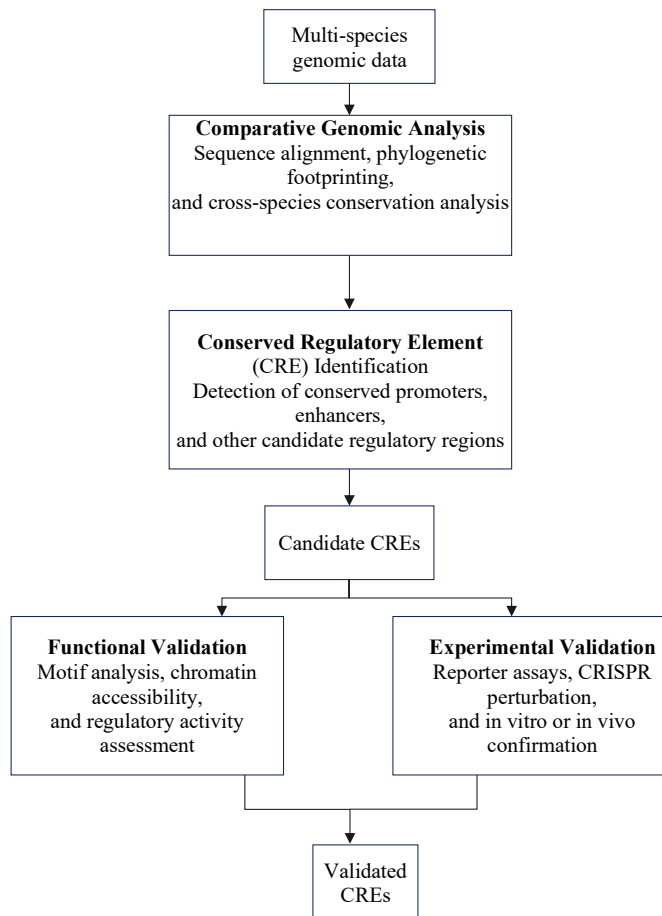 Multi-species
genomic data
Comparative Genomic Analysis
Sequence alignment, phylogenetic
footprinting,
and cross-species conservation analysis
Conserved Regulatory Element
(CRE) Identification
Detection of conserved promoters,
enhancers,
and other candidate regulatory regions
Candidate CREs
Functional Validation
Motif analysis, chromatin
accessibility,
and regulatory activity
assessment
Experimental Validation
Reporter assays, CRISPR
perturbation,
and in vitro or in vivo
confirmation
Validated
CREs